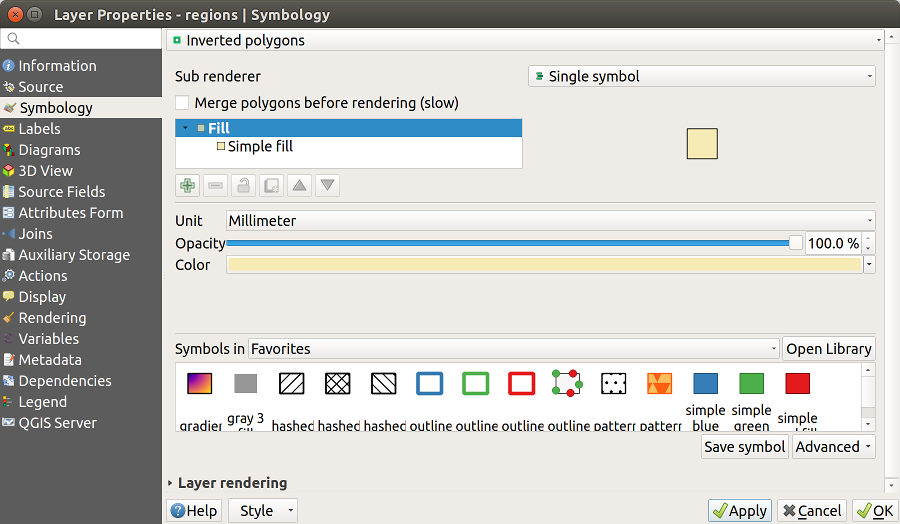 Layer Properties - regions | Symbology
Inverted polygons
Information
Source
Symbology
Labels
Diagrams
3D View
Source Fields
Attributes Form
Joins
Auxiliary Storage
Actions
Display
Rendering
Variables
Metadata
Dependencies
Legend
QGIS Server
Sub renderer
Single symbol
Merge polygons before rendering (slow)
Fill
Simple fill
Unit
Millimeter
Opacity
100.0 %
Color
Symbols in Favorites
Open Library
gradien gray 3 hashed hashed hashed outline outline outline outline pattern pattern simple blue simple green simple
Save symbol
Advanced
Layer rendering
Help
Style
Apply
Cancel
OK